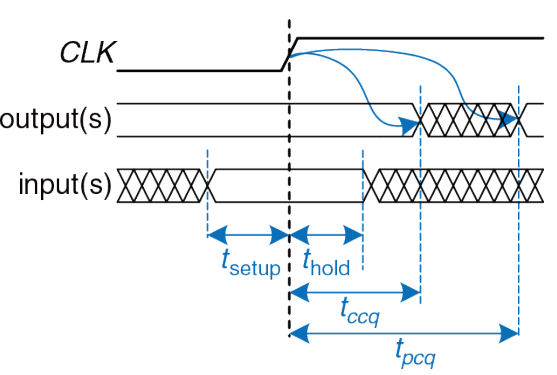 CLK
output(s)
input(s)
tsetup
thold
tccq
tpcq